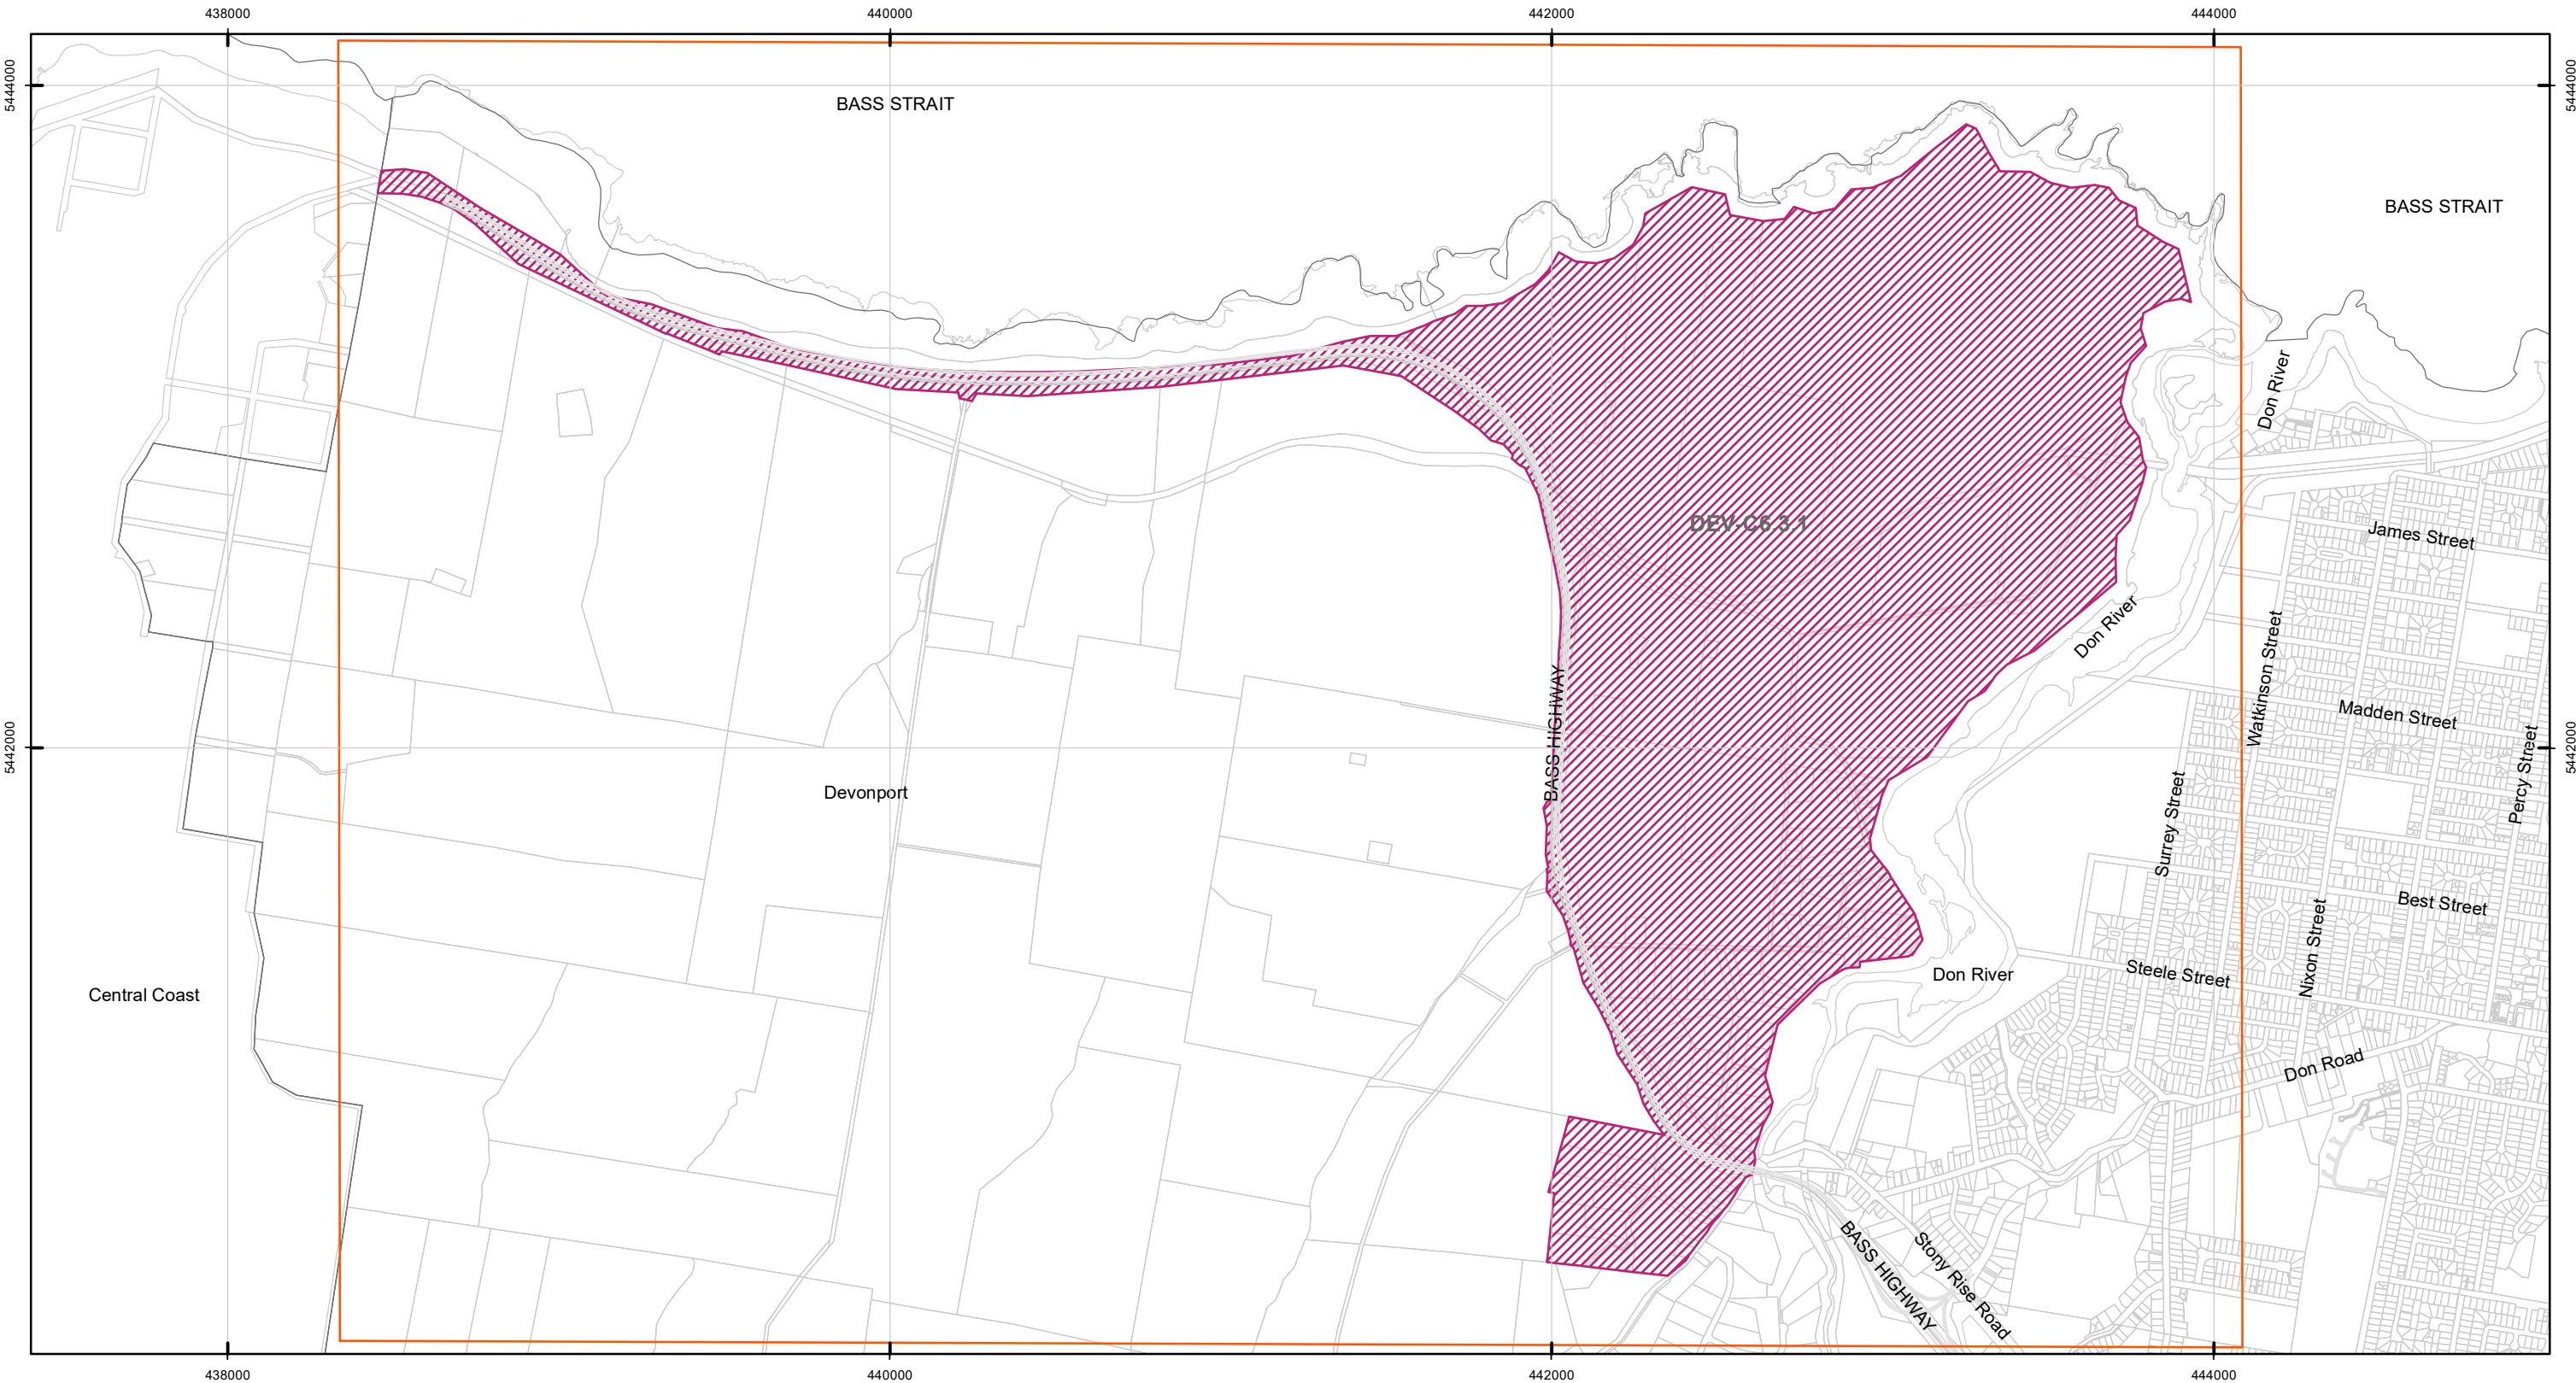 438000
440000
442000
444000
5444000
5444000
BASS STRAIT
BASS STRAIT
Don River
DEV-C6.3.1
James Street
Don River
Watkinson Street
BASS HIGHWAY
Madden Street
5442000
5442000
Percy Street
Devonport
Surrey Street
Best Street
Nixon Street
Don River
Steele Street
Central Coast
Don Road
BASS HIGHWAY
Stony Rise Road
438000
440000
442000
444000